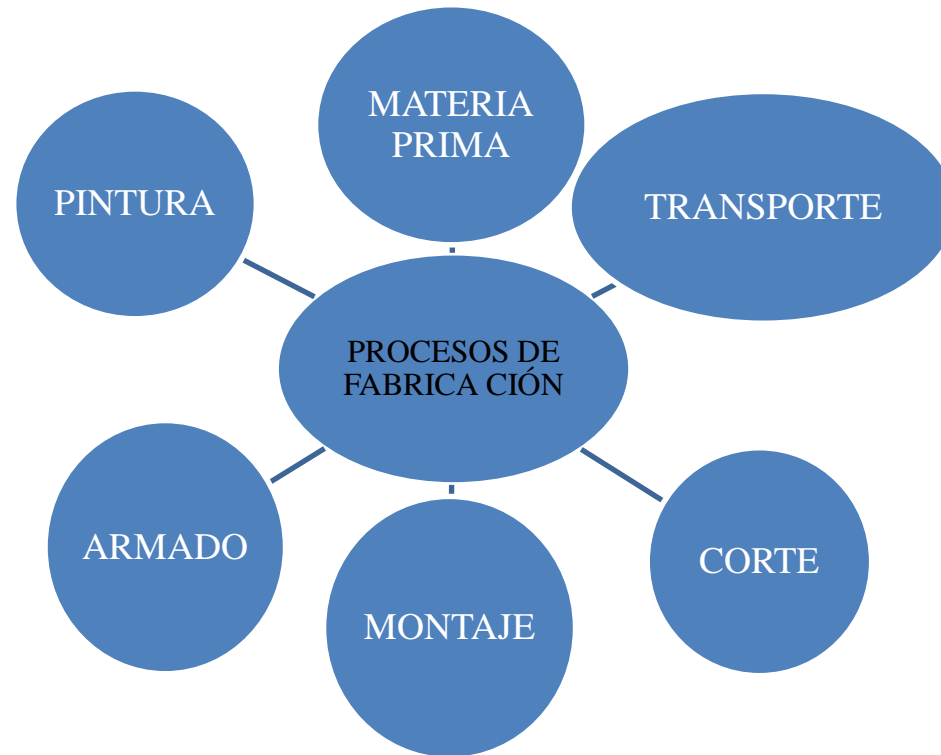 MATERIA
PRIMA
TRANSPORTE
CORTE
MONTAJE
ARMADO
PINTURA
PROCESOS DE
FABRICA CIÓN